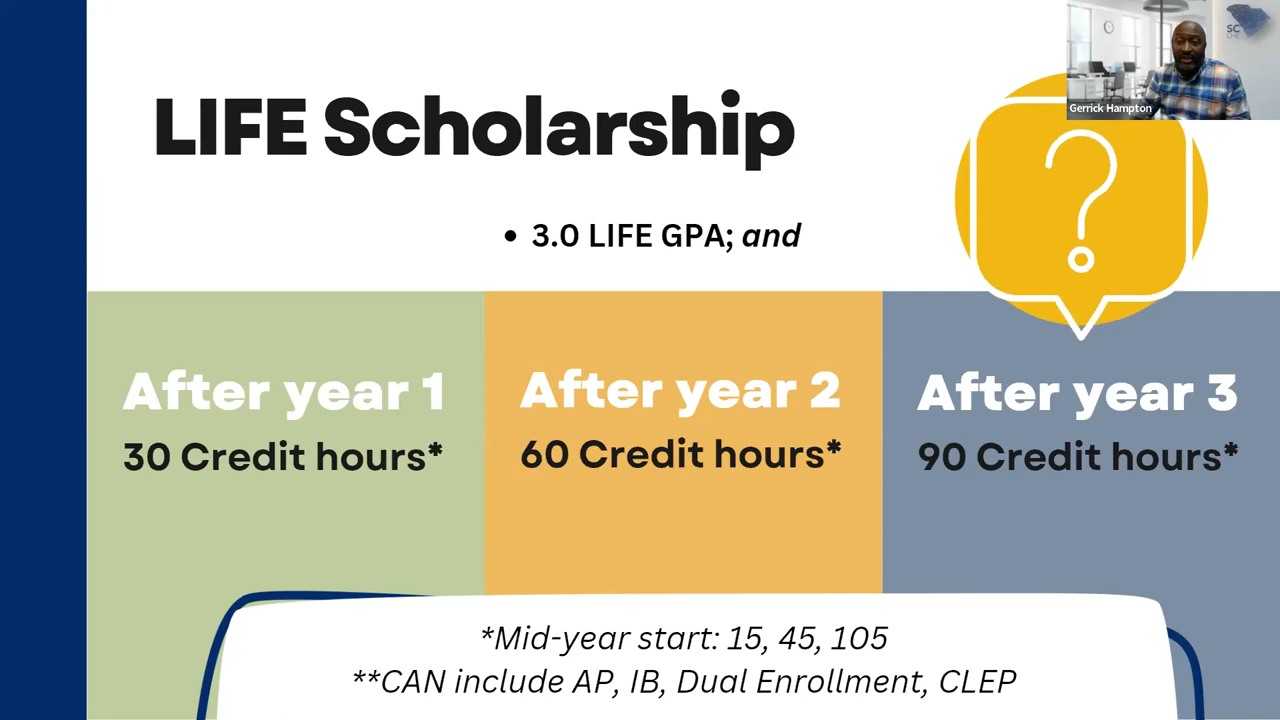 SC
CHE
Gerrick Hampton
LIFE Scholarship
• 3.0 LIFE GPA; and
After year 1
30 Credit hours*
After year 2
60 Credit hours*
After year 3
90 Credit hours*
*Mid-year start: 15, 45, 105
**CAN include AP, IB, Dual Enrollment, CLEP